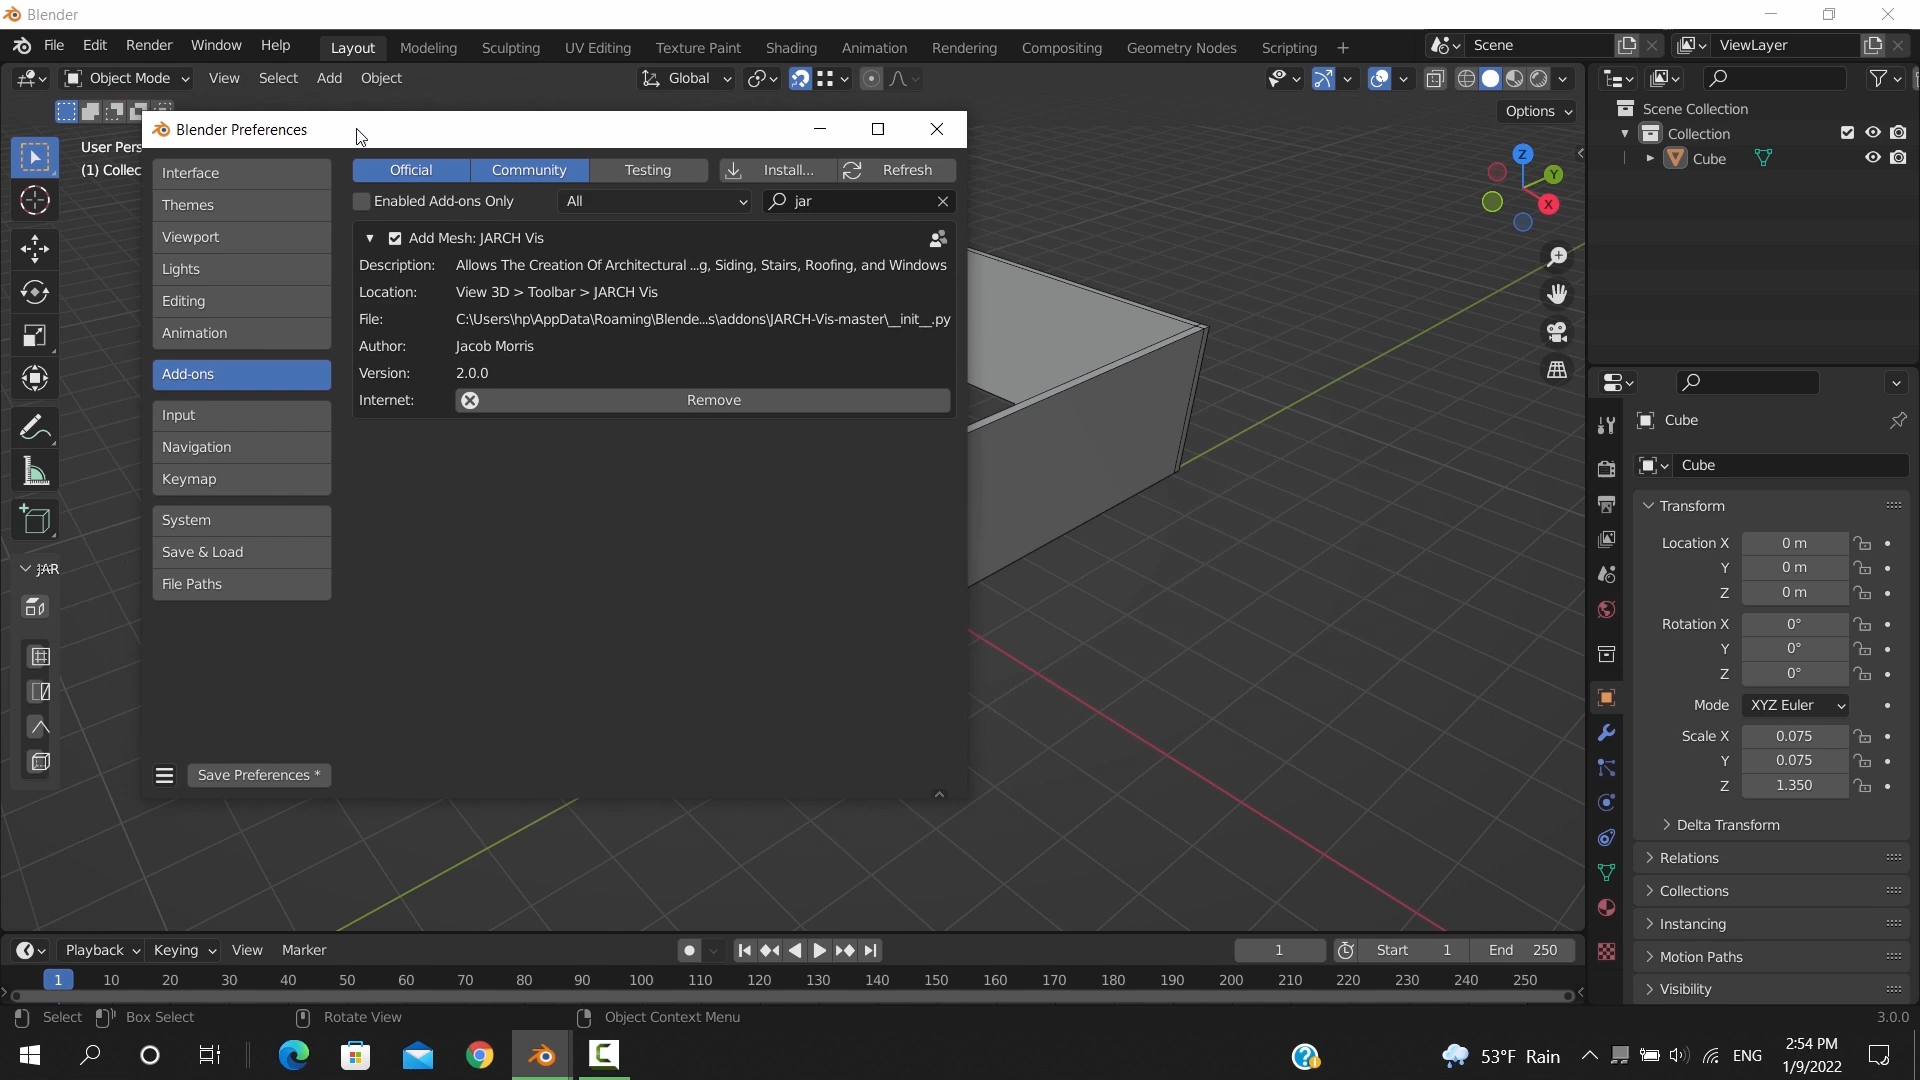 Blender
File Edit Render Window Help Layout Modeling Sculpting UV Editing Texture Paint Shading Animation Rendering Compositing Geometry Nodes Scripting + Scene ViewLayer
Object Mode View Select Add Object Global
Options
User Pers
(1) Collec
Blender Preferences
Interface
Themes
Viewport
Lights
Editing
Animation
Add-ons
Input
Navigation
Keymap
System
Save & Load
File Paths
Save Preferences *
Official Community Testing Install... Refresh
Enabled Add-ons Only All jar
Add Mesh: JARCH Vis
Description: Allows The Creation Of Architectural ...g, Siding, Stairs, Roofing, and Windows
Location: View 3D > Toolbar > JARCH Vis
File: C:\Users\hp\AppData\Roaming\Blende...s\addons\JARCH-Vis-master\__init__.py
Author: Jacob Morris
Version: 2.0.0
Internet: Remove
JAR
Z
Y
X
Scene Collection
Collection
Cube
Cube
Cube
Transform
Location X 0 m
Y 0 m
Z 0 m
Rotation X 0°
Y 0°
Z 0°
Mode XYZ Euler
Scale X 0.075
Y 0.075
Z 1.350
Delta Transform
Relations
Collections
Instancing
Motion Paths
Visibility
Playback Keying View Marker 1 Start 1 End 250
1 10 20 30 40 50 60 70 80 90 100 110 120 130 140 150 160 170 180 190 200 210 220 230 240 250
Select Box Select Rotate View Object Context Menu 3.0.0
53°F Rain ENG 2:54 PM
1/9/2022